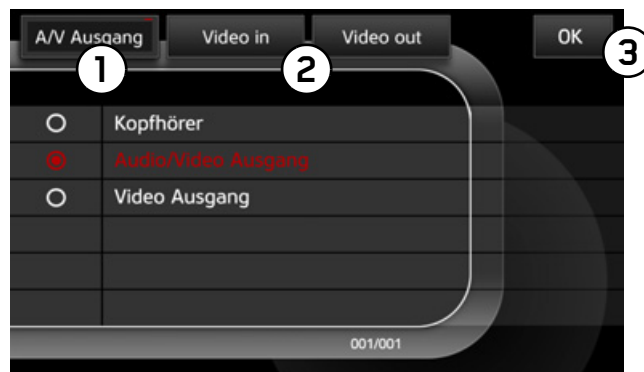 A/V Ausgang Video in Video out OK
1 2 3
Kopfhörer
Audio/Video Ausgang
Video Ausgang
001/001